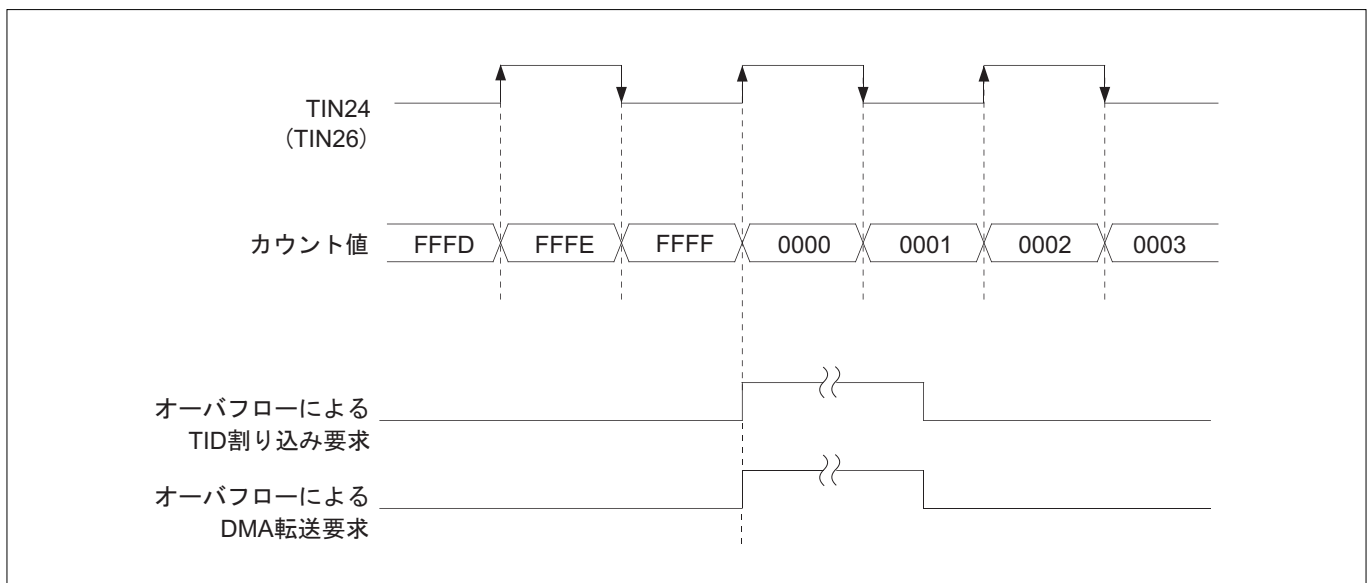 TIN24
（TIN26）
カウント値 FFFD FFFE FFFF 0000 0001 0002 0003
オーバフローによる
TID割り込み要求
オーバフローによる
DMA転送要求